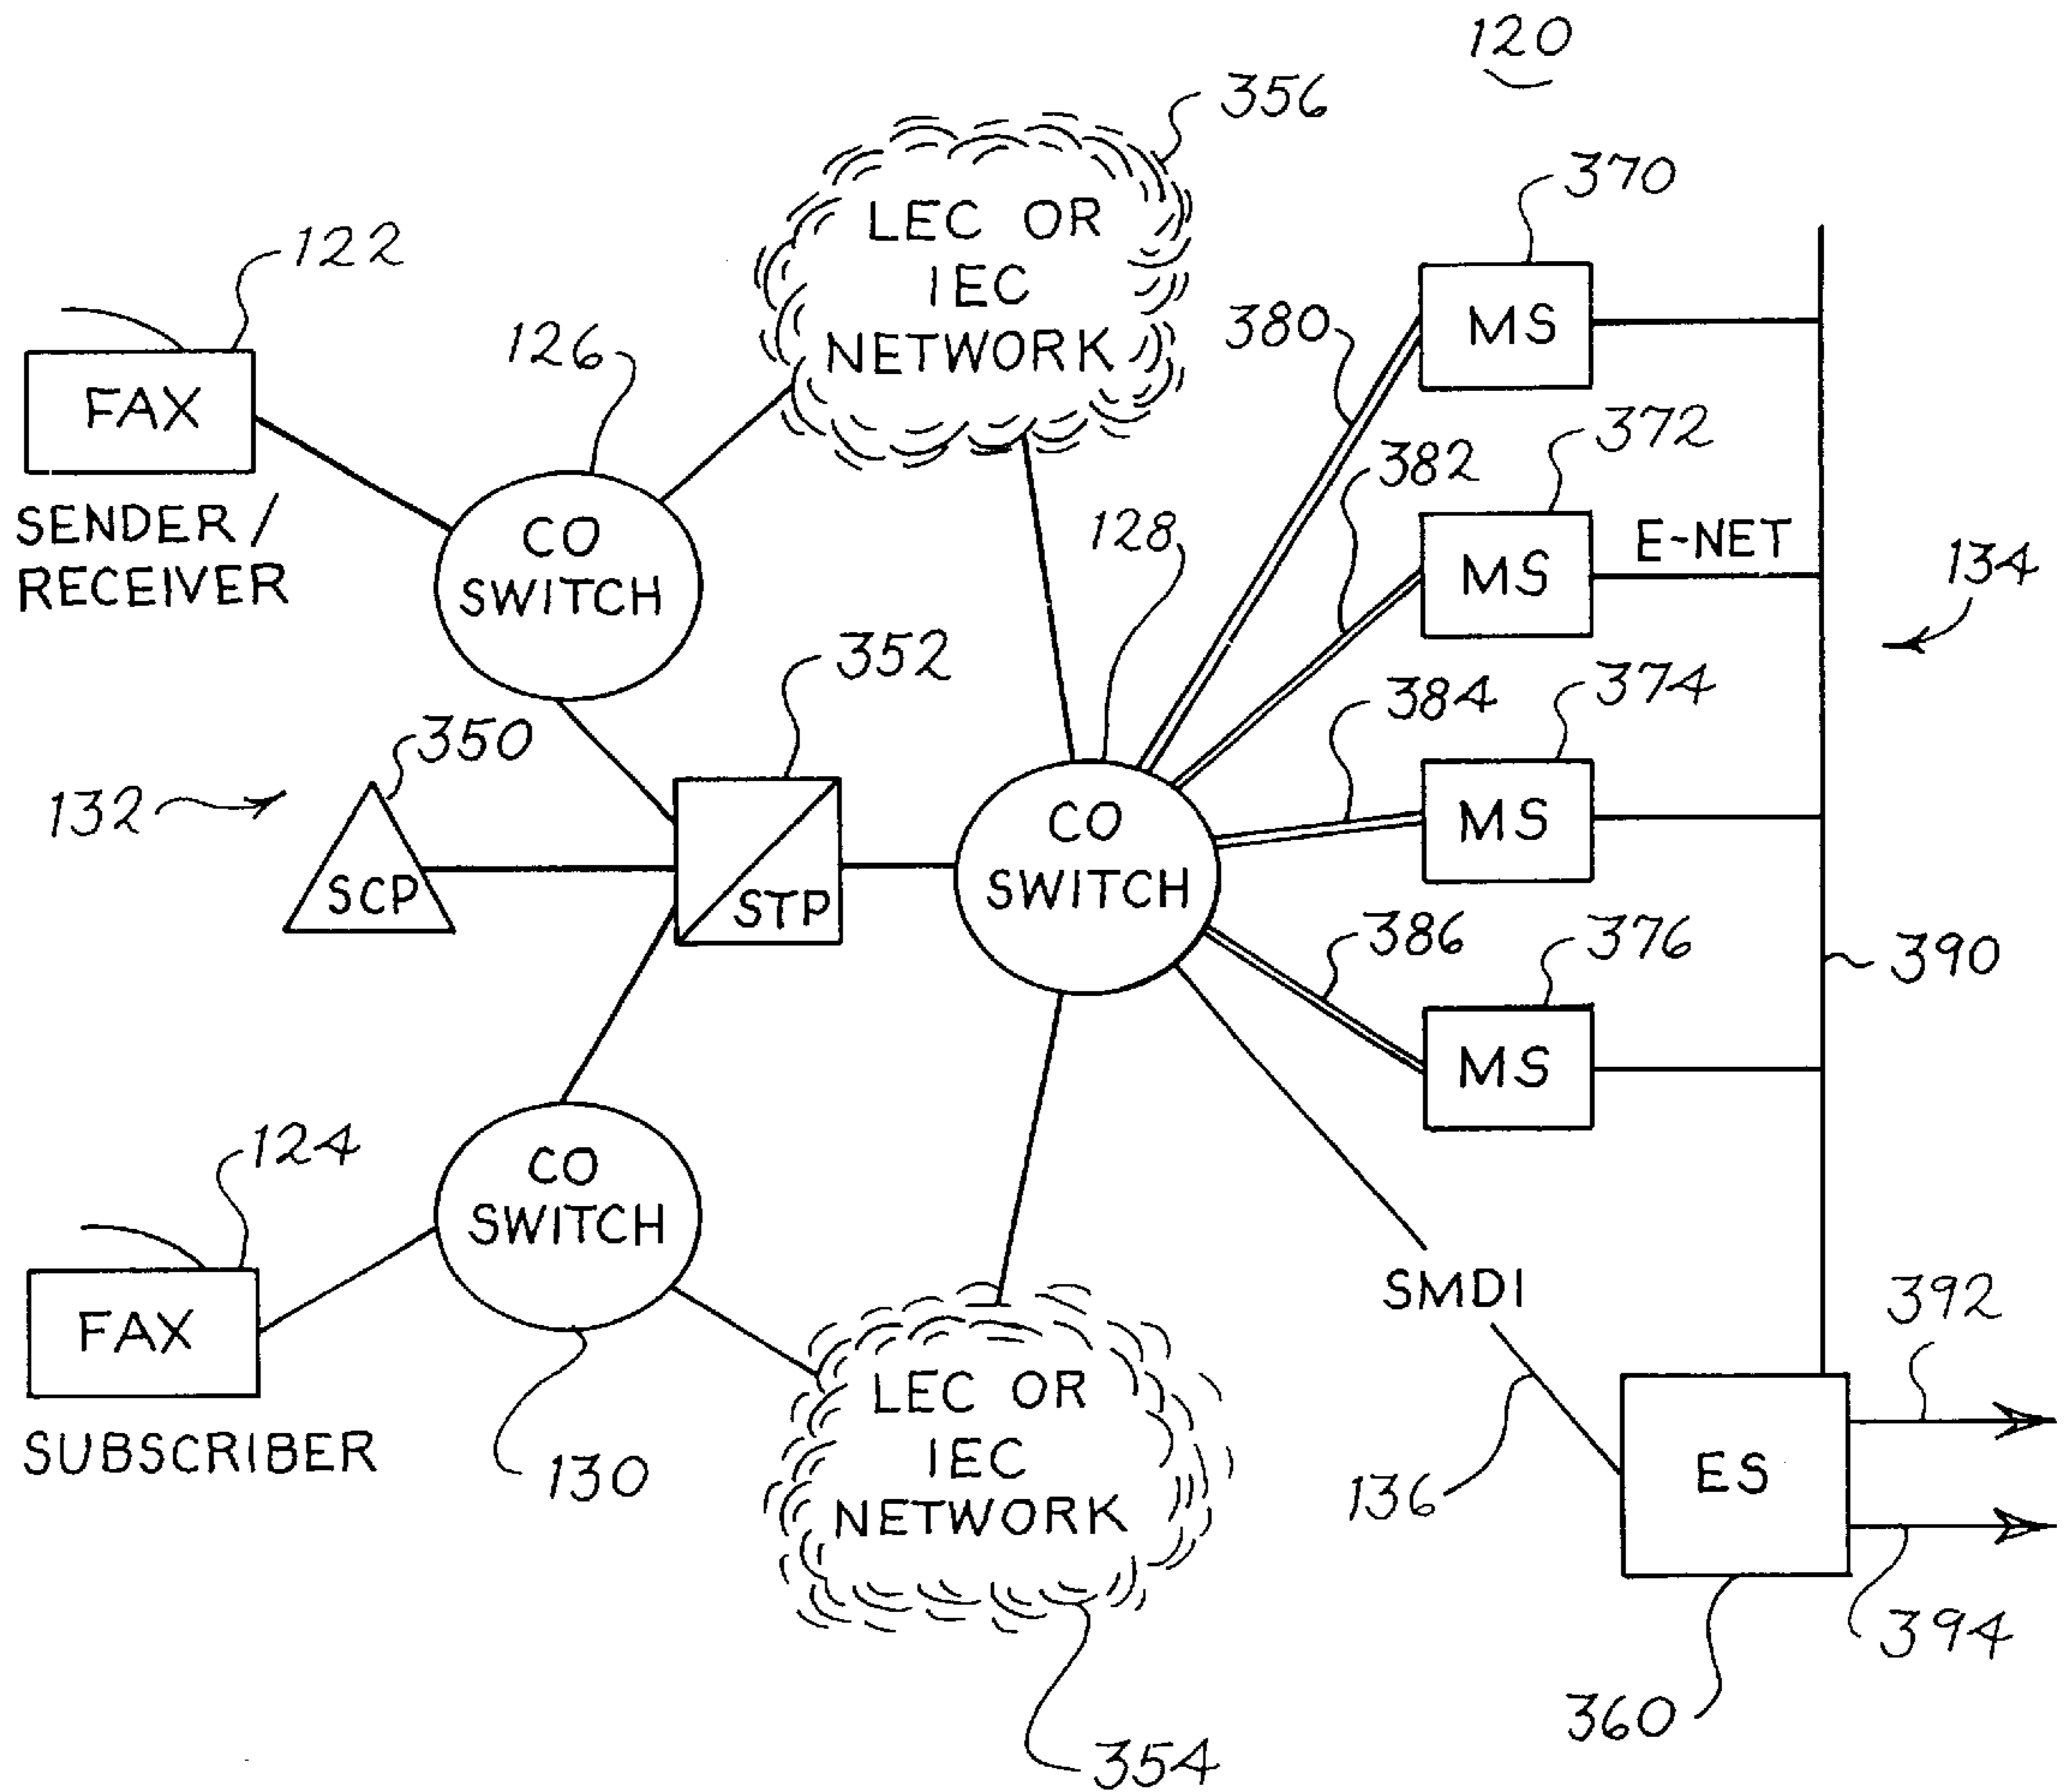 120
356
LEC OR
IEC
NETWORK
370
MS
122
FAX
SENDER /
RECEIVER
126
CO
SWITCH
380
372
MS
E-NET
382
134
128
352
350
132
SCP
STP
CO
SWITCH
384
374
MS
386
376
MS
390
124
FAX
SUBSCRIBER
CO
SWITCH
130
LEC OR
IEC
NETWORK
354
SMDI
136
ES
392
394
360